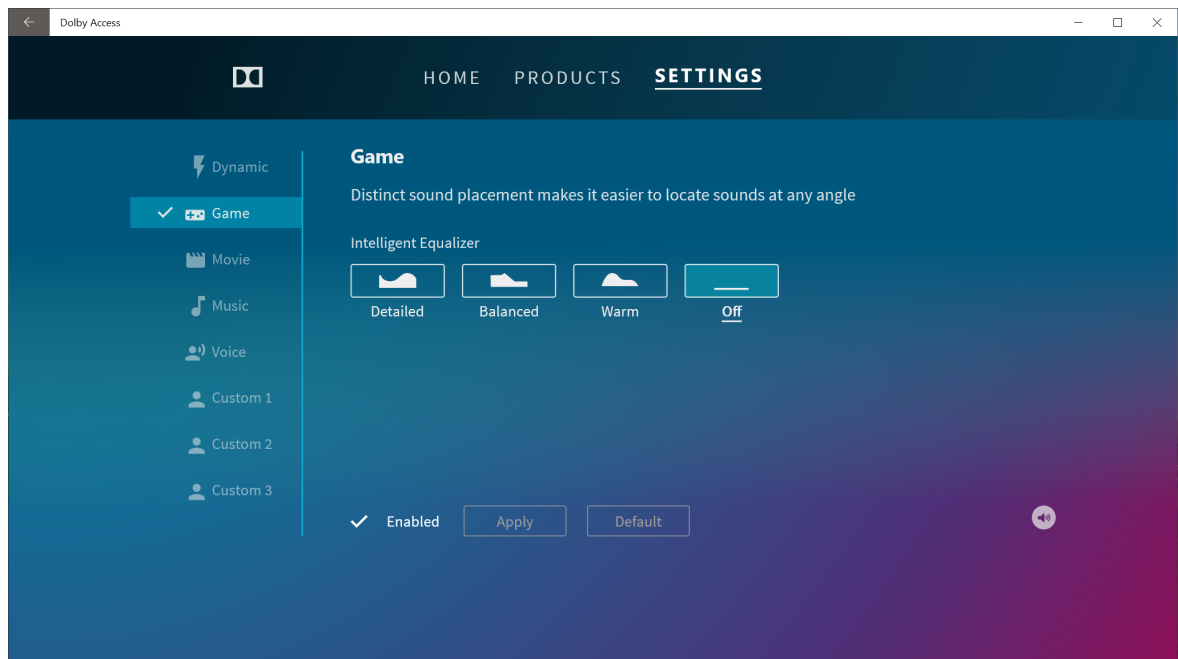 Dolby Access
HOME PRODUCTS SETTINGS
Dynamic
Game
Movie
Music
Voice
Custom 1
Custom 2
Custom 3
Game
Distinct sound placement makes it easier to locate sounds at any angle
Intelligent Equalizer
Detailed Balanced Warm Off
Enabled Apply Default